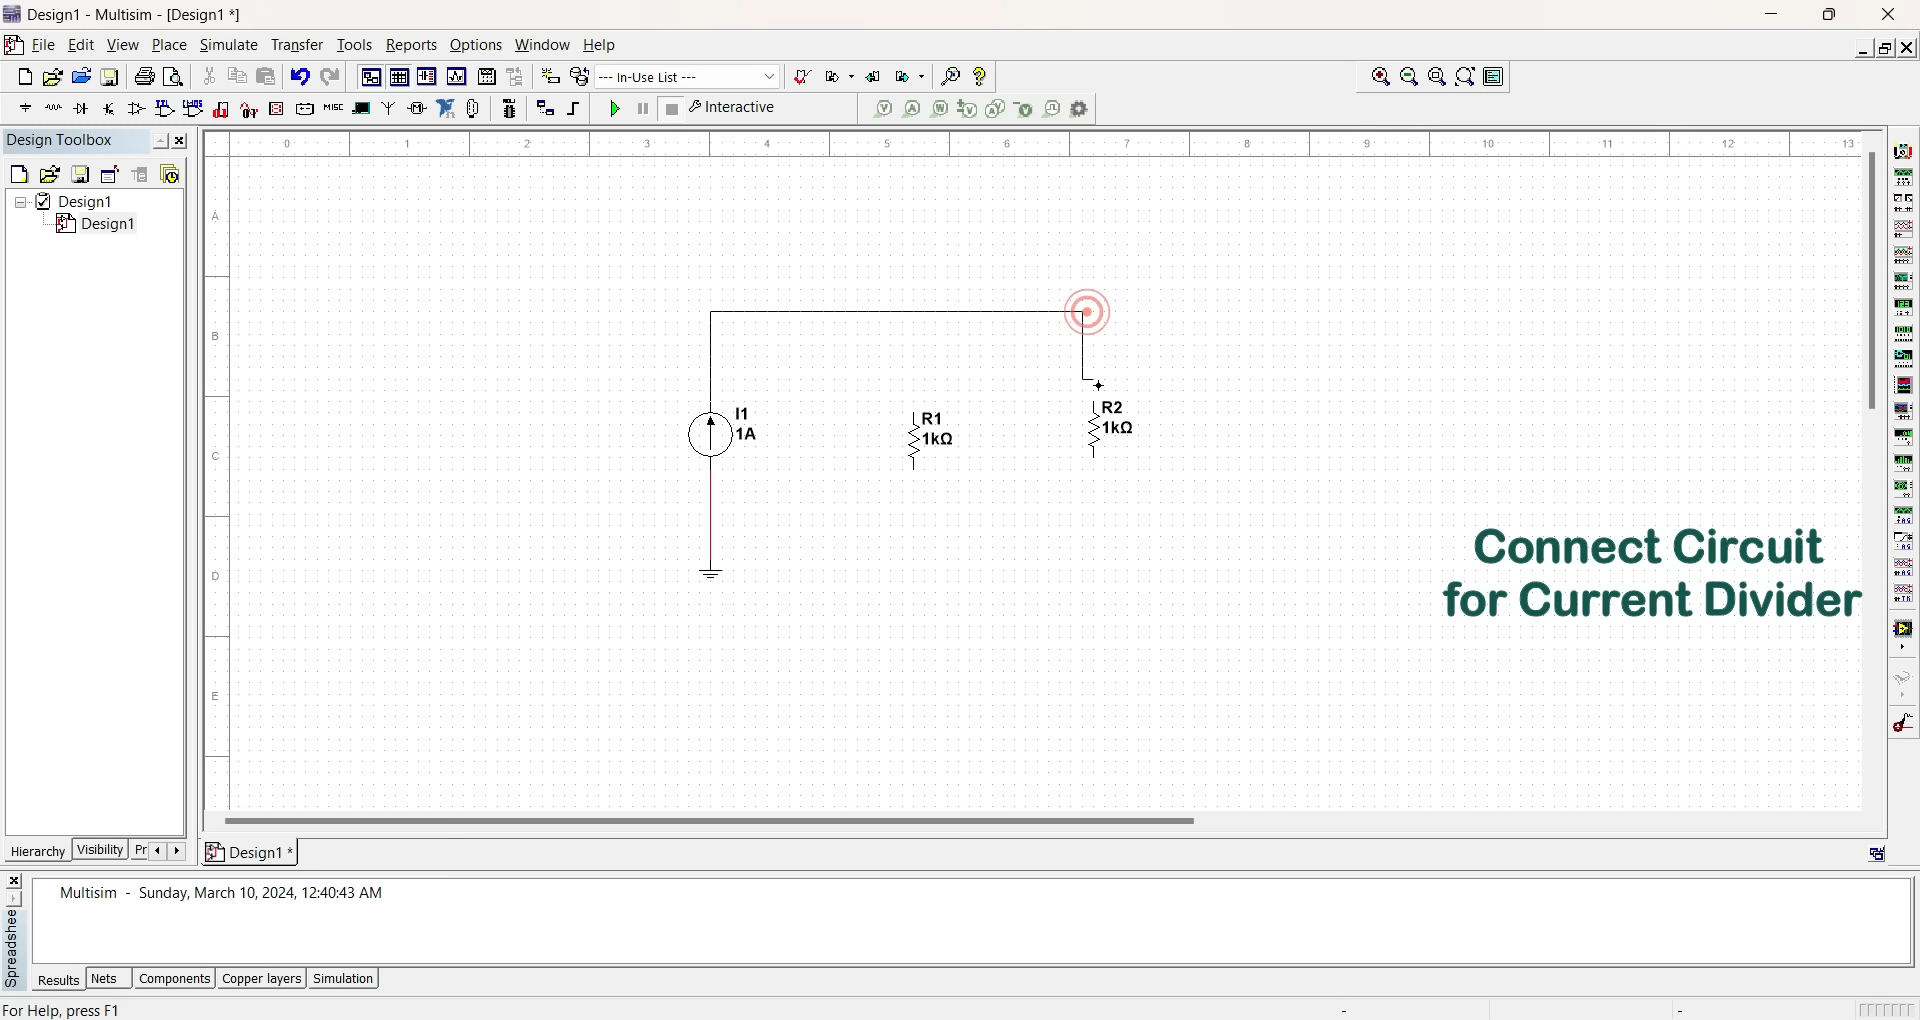 Design1 - Multisim - [Design1 *]
File Edit View Place Simulate Transfer Tools Reports Options Window Help
--- In-Use List ---
MISC Interactive
Design Toolbox
0 1 2 3 4 5 6 7 8 9 10 11 12 13
Design1
Design1
A
B
C
D
E
I1
1A
R1
1kΩ
R2
1kΩ
Connect Circuit
for Current Divider
Hierarchy Visibility Pr
Design1 *
Multisim - Sunday, March 10, 2024, 12:40:43 AM
Spreadshee
Results Nets Components Copper layers Simulation
For Help, press F1 - -